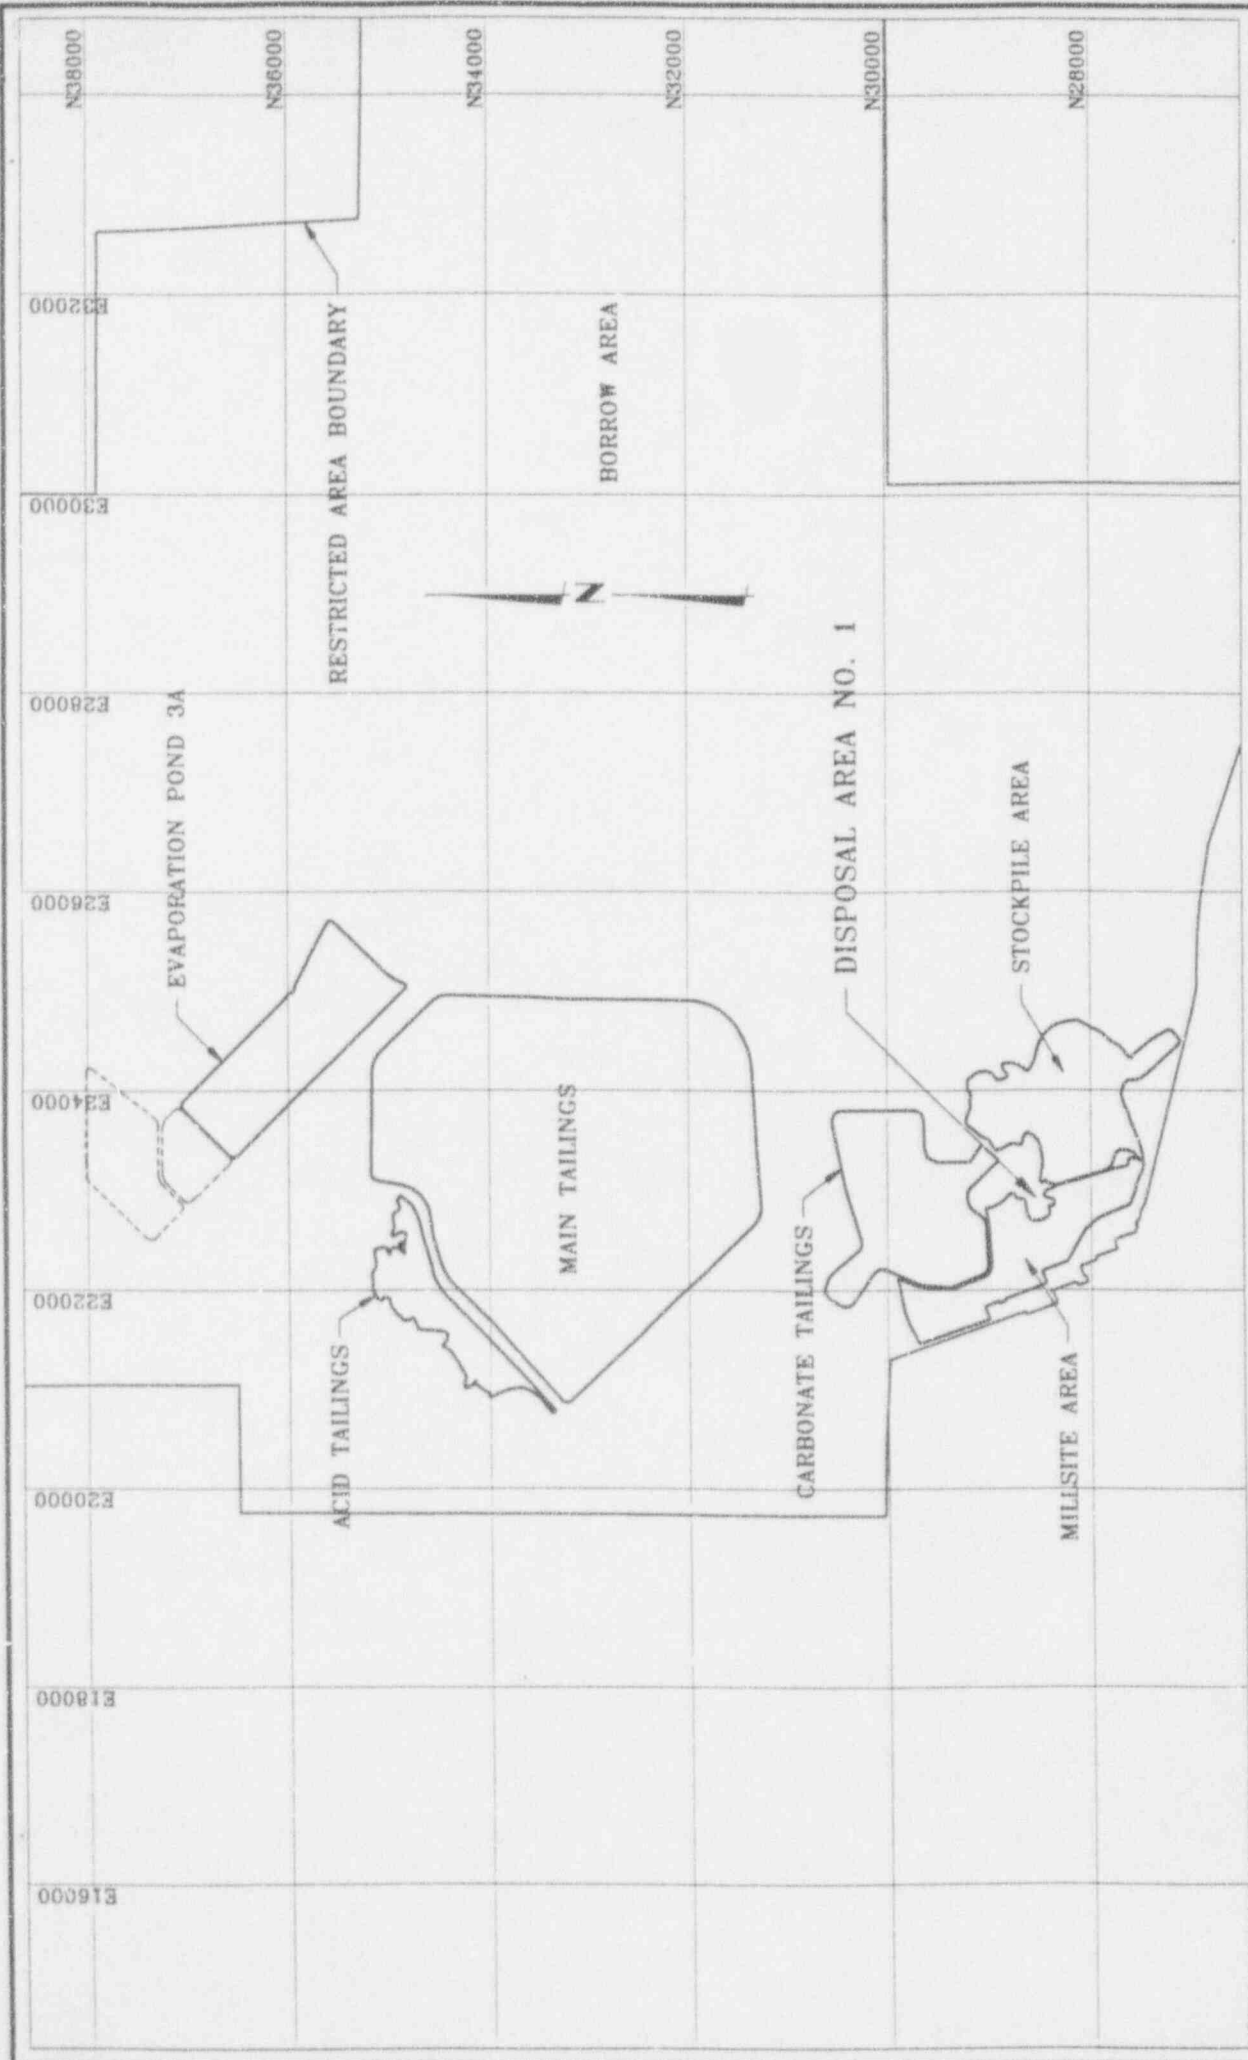 N38000
N36000
N34000
N32000
N30000
N28000
E32000
E30000
E28000
E26000
E24000
E22000
E20000
E18000
E16000
RESTRICTED AREA BOUNDARY
BORROW AREA
N
EVAPORATION POND 3A
DISPOSAL AREA NO. 1
STOCKPILE AREA
MAIN TAILINGS
ACID TAILINGS
CARBONATE TAILINGS
MILLSITE AREA